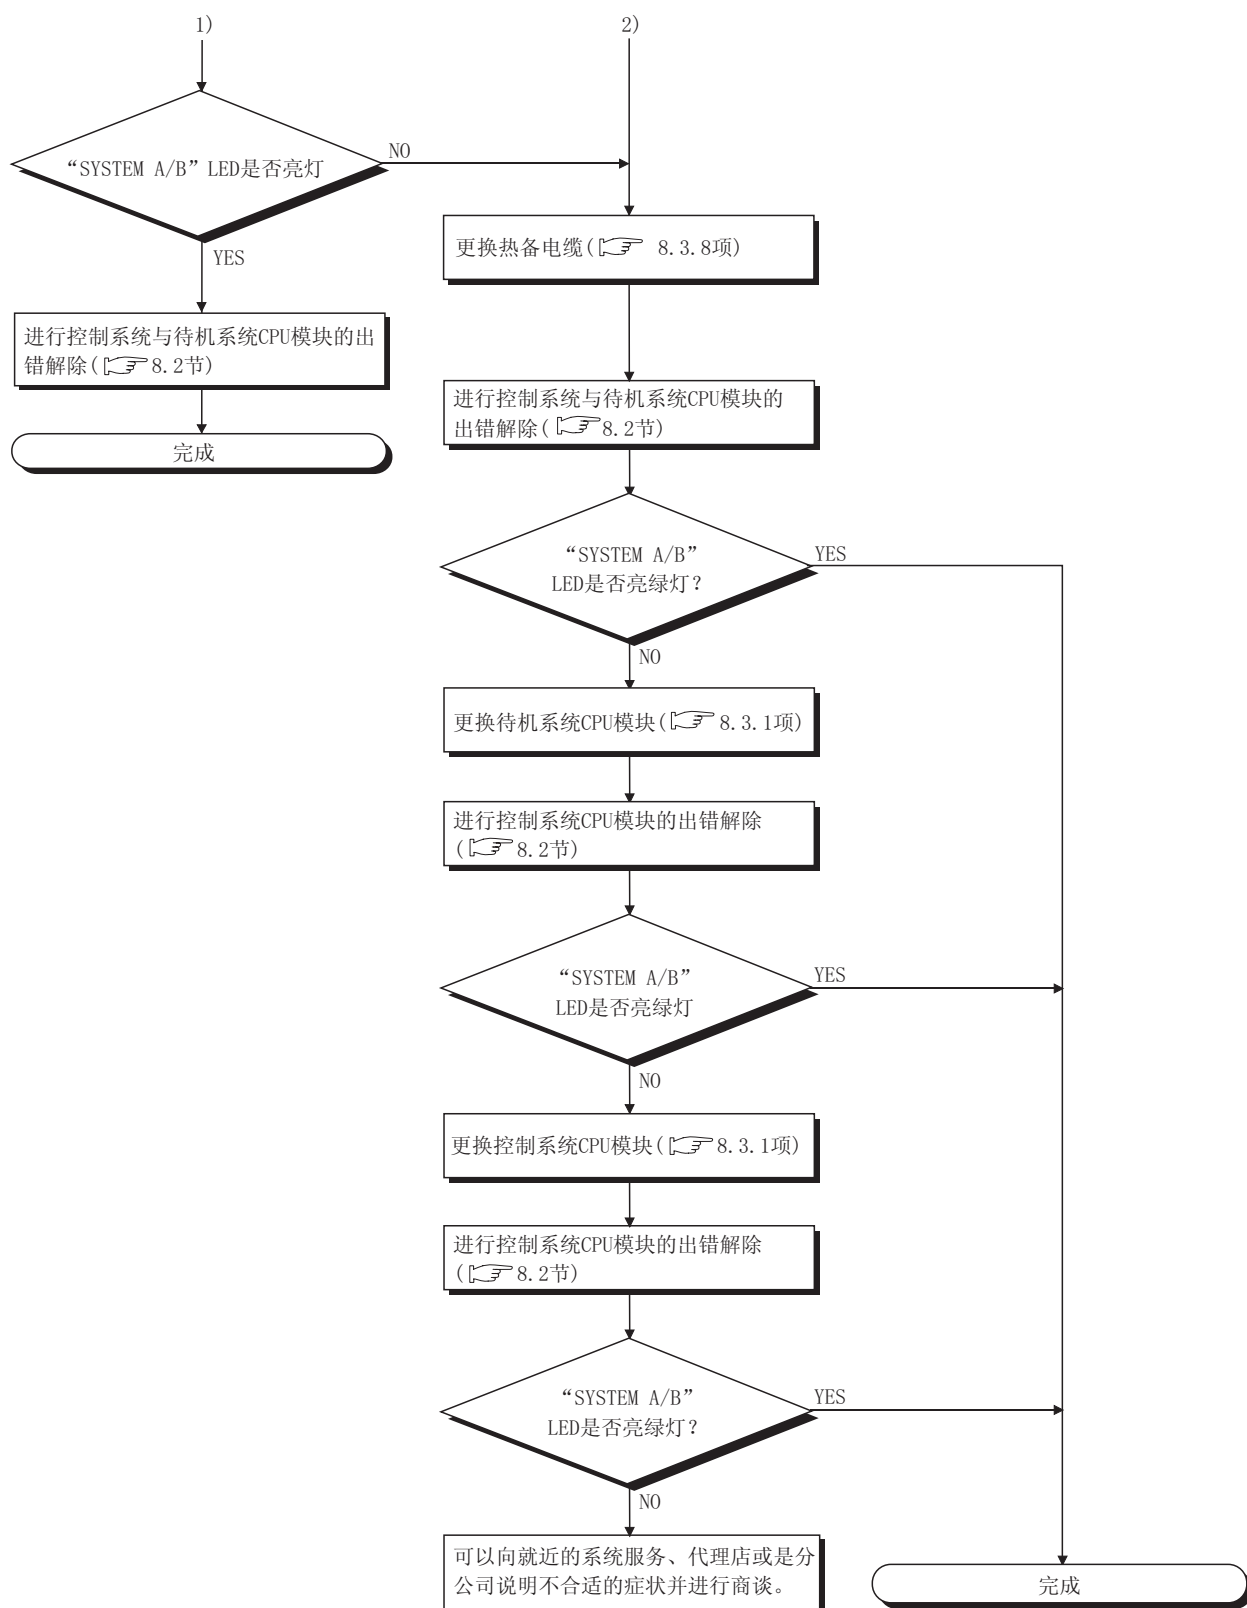 1)
“SYSTEM A/B”LED是否亮灯
NO
YES
进行控制系统与待机系统CPU模块的出
错解除(8.2节)
完成
2)
更换热备电缆( 8.3.8项)
进行控制系统与待机系统CPU模块的
出错解除(8.2节)
“SYSTEM A/B”
LED是否亮绿灯？
YES
NO
更换待机系统CPU模块(8.3.1项)
进行控制系统CPU模块的出错解除
(8.2节)
“SYSTEM A/B”
LED是否亮绿灯
YES
NO
更换控制系统CPU模块(8.3.1项)
进行控制系统CPU模块的出错解除
(8.2节)
“SYSTEM A/B”
LED是否亮绿灯？
YES
NO
可以向就近的系统服务、代理店或是分
公司说明不合适的症状并进行商谈。
完成